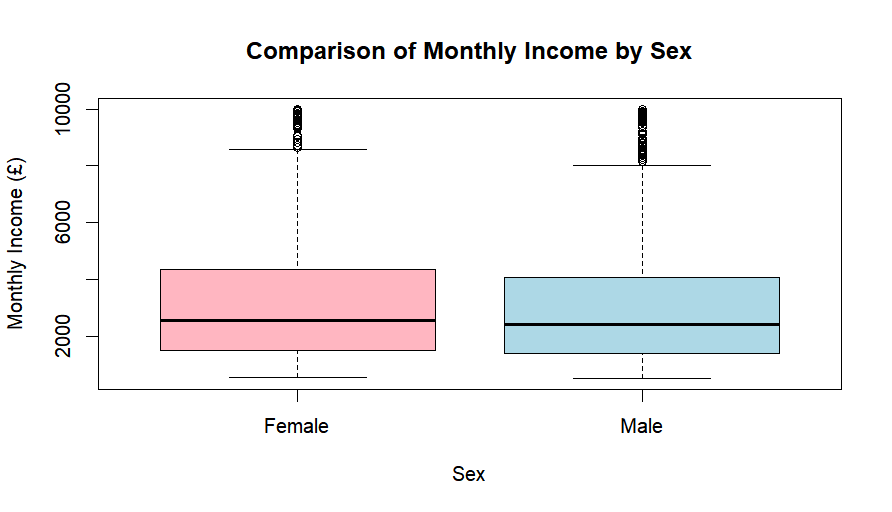 Comparison of Monthly Income by Sex
Monthly Income (£)
10000
6000
2000
Female
Male
Sex